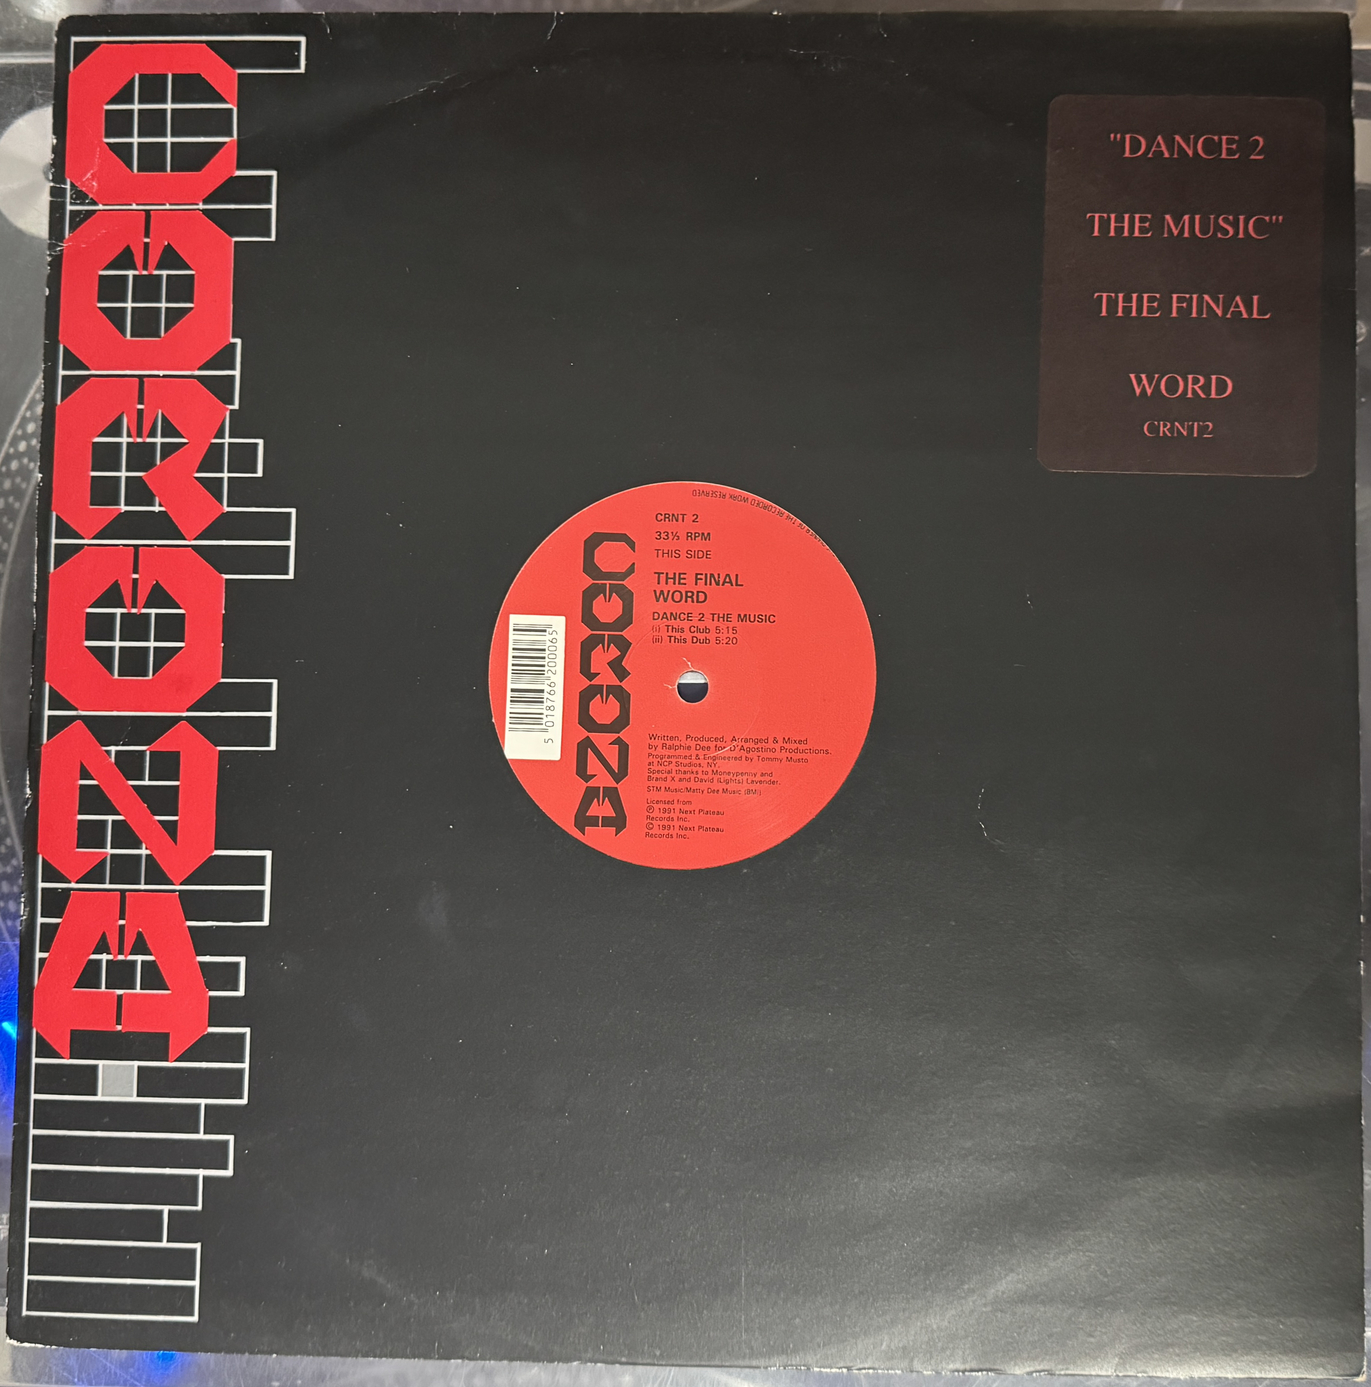 CORONA
"DANCE 2
THE MUSIC"
THE FINAL
WORD
CRNT2
OF THE RECORDED WORK RESERVED
CRNT 2
33⅓ RPM
THIS SIDE
THE FINAL
WORD
DANCE 2 THE MUSIC
(i) This Club 5:15
(ii) This Dub 5:20
CORONA
5 018766 200065
Written, Produced, Arranged & Mixed
by Ralphie Dee for D'Agostino Productions.
Programmed & Engineered by Tommy Musto
at NCP Studios, NY.
Special thanks to Moneypenny and
Brand X and David (Lights) Lavender.
STM Music/Matty Dee Music (BMI)
Licensed from
℗ 1991 Next Plateau
Records Inc.
© 1991 Next Plateau
Records Inc.